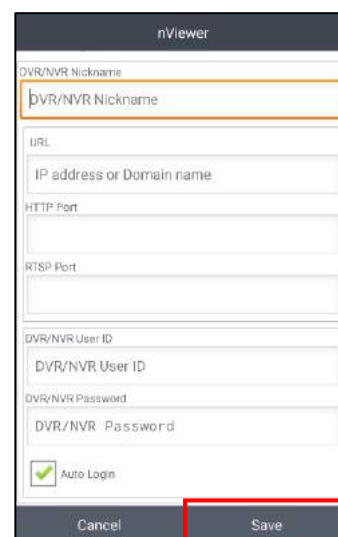 nViewer
DVR/NVR Nickname
DVR/NVR Nickname
URL
IP address or Domain name
HTTP Port
RTSP Port
DVR/NVR User ID
DVR/NVR User ID
DVR/NVR Password
DVR/NVR Password
Auto Login
Cancel Save